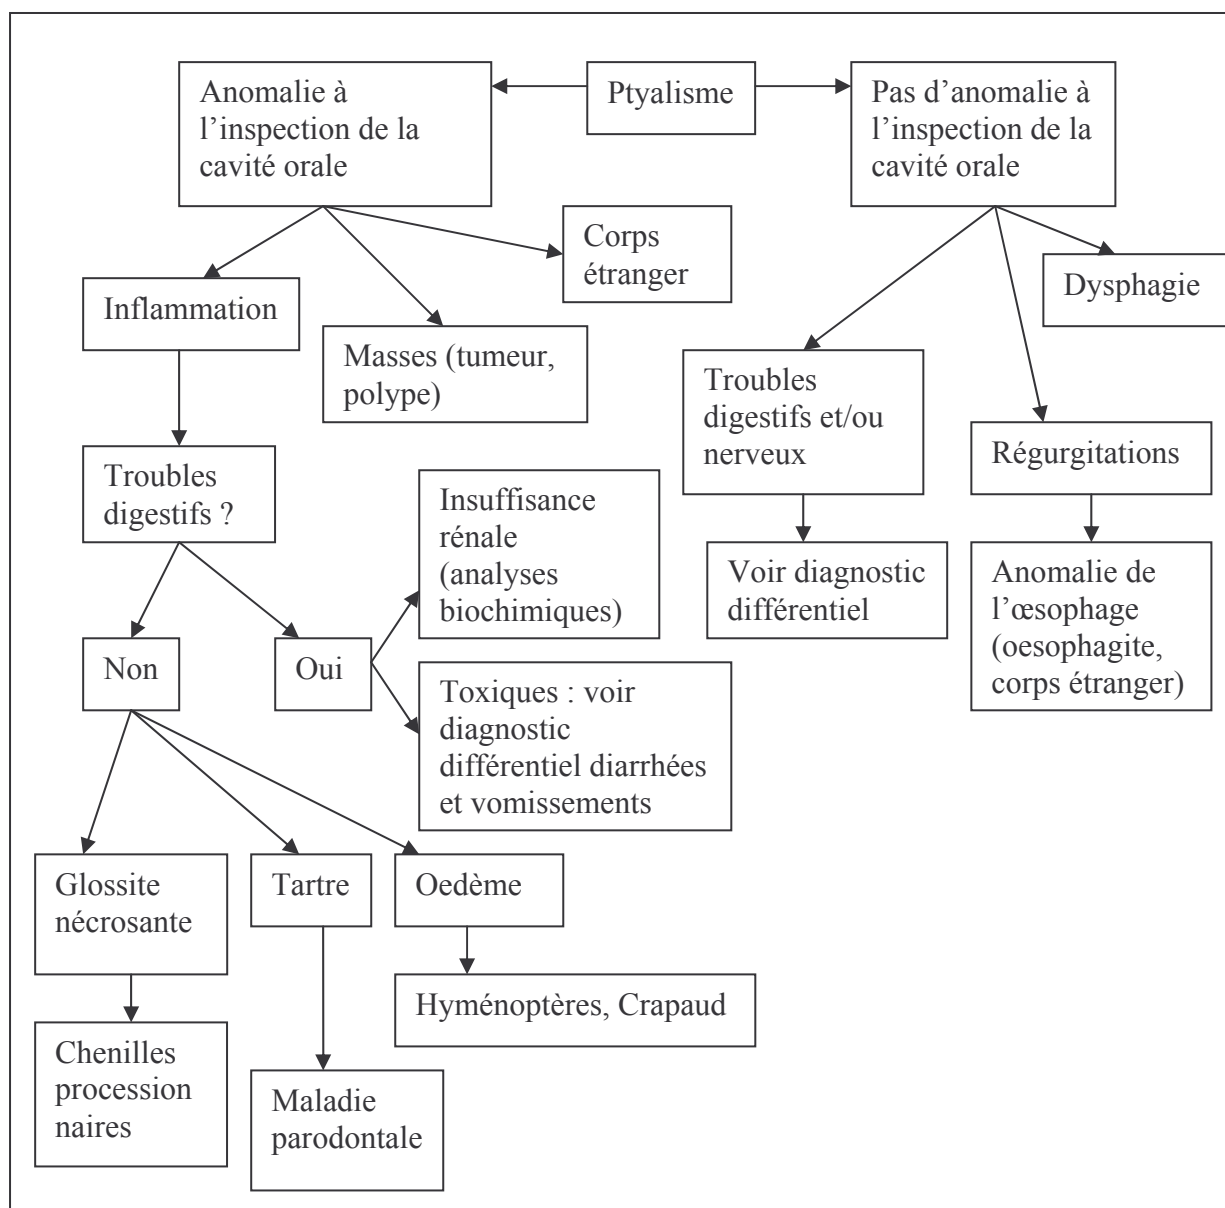 Anomalie à
l’inspection de la
cavité orale
Ptyalisme
Pas d’anomalie à
l’inspection de la
cavité orale
Corps
étranger
Dysphagie
Inflammation
Masses (tumeur,
polype)
Troubles
digestifs et/ou
nerveux
Régurgitations
Troubles
digestifs ?
Insuffisance
rénale
(analyses
biochimiques)
Voir diagnostic
différentiel
Anomalie de
l’œsophage
(oesophagite,
corps étranger)
Non
Oui
Toxiques : voir
diagnostic
différentiel diarrhées
et vomissements
Glossite
nécrosante
Tartre
Oedème
Hyménoptères, Crapaud
Chenilles
procession
naires
Maladie
parodontale